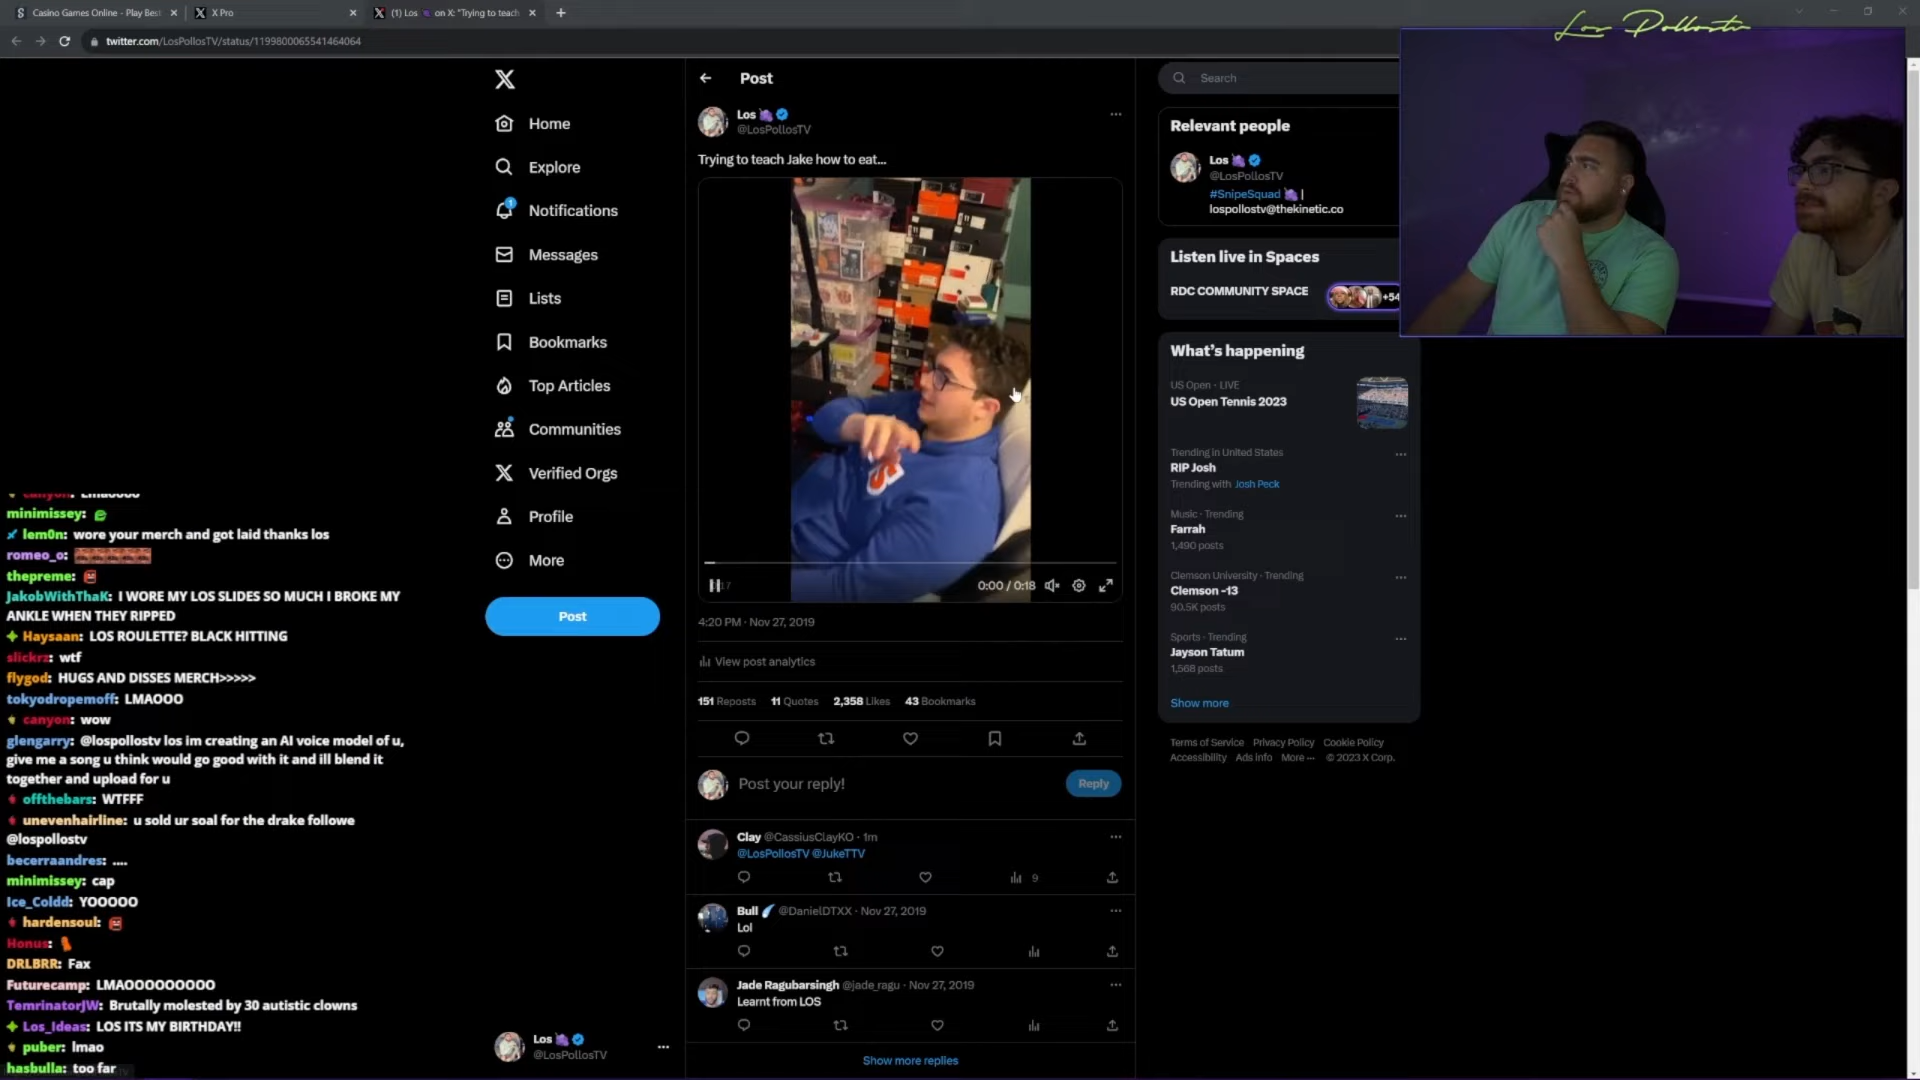 Casino Games Online - Play Best
X Pro
(1) Los 🍇 on X: "Trying to teach
twitter.com/LosPollosTV/status/1199800065541464064
Home
Explore
1
Notifications
Messages
Lists
Bookmarks
Top Articles
Communities
Verified Orgs
Profile
More
Post
Los
@LosPollosTV
Post
Los
@LosPollosTV
Trying to teach Jake how to eat...
0:00 / 0:18
4:20 PM · Nov 27, 2019
View post analytics
151 Reposts 11 Quotes 2,358 Likes 43 Bookmarks
Post your reply!
Reply
Clay @CassiusClayKO · 1m
@LosPollosTV @JukeTTV
9
Bull @DanielDTXX · Nov 27, 2019
Lol
Jade Ragubarsingh @jade_ragu · Nov 27, 2019
Learnt from LOS
Show more replies
Search
Relevant people
Los
@LosPollosTV
#SnipeSquad 🍇 |
lospollostv@thekinetic.co
Listen live in Spaces
RDC COMMUNITY SPACE
+54
What's happening
US Open · LIVE
US Open Tennis 2023
Trending in United States
RIP Josh
Trending with Josh Peck
Music · Trending
Farrah
1,490 posts
Clemson University · Trending
Clemson -13
90.5K posts
Sports · Trending
Jayson Tatum
1,568 posts
Show more
Terms of Service Privacy Policy Cookie Policy
Accessibility Ads info More ··· © 2023 X Corp.
Los Pollostv
canyon: Lmaoooo
minimissey:
lem0n: wore your merch and got laid thanks los
romeo_o:
thepreme:
JakobWithThaK: I WORE MY LOS SLIDES SO MUCH I BROKE MY
ANKLE WHEN THEY RIPPED
Haysaan: LOS ROULETTE? BLACK HITTING
slickrz: wtf
flygod: HUGS AND DISSES MERCH>>>>>
tokyodropemoff: LMAOOO
canyon: wow
glengarry: @lospollostv los im creating an AI voice model of u,
give me a song u think would go good with it and ill blend it
together and upload for u
offthebars: WTFFF
unevenhairline: u sold ur soal for the drake followe
@lospollostv
becerraandres: ....
minimissey: cap
Ice_Coldd: YOOOOO
hardensoul:
Honus:
DRLBRR: Fax
Futurecamp: LMAOOOOOOOOO
TemrinatorJW: Brutally molested by 30 autistic clowns
Los_Ideas: LOS ITS MY BIRTHDAY!!
puber: lmao
hasbulla: too far